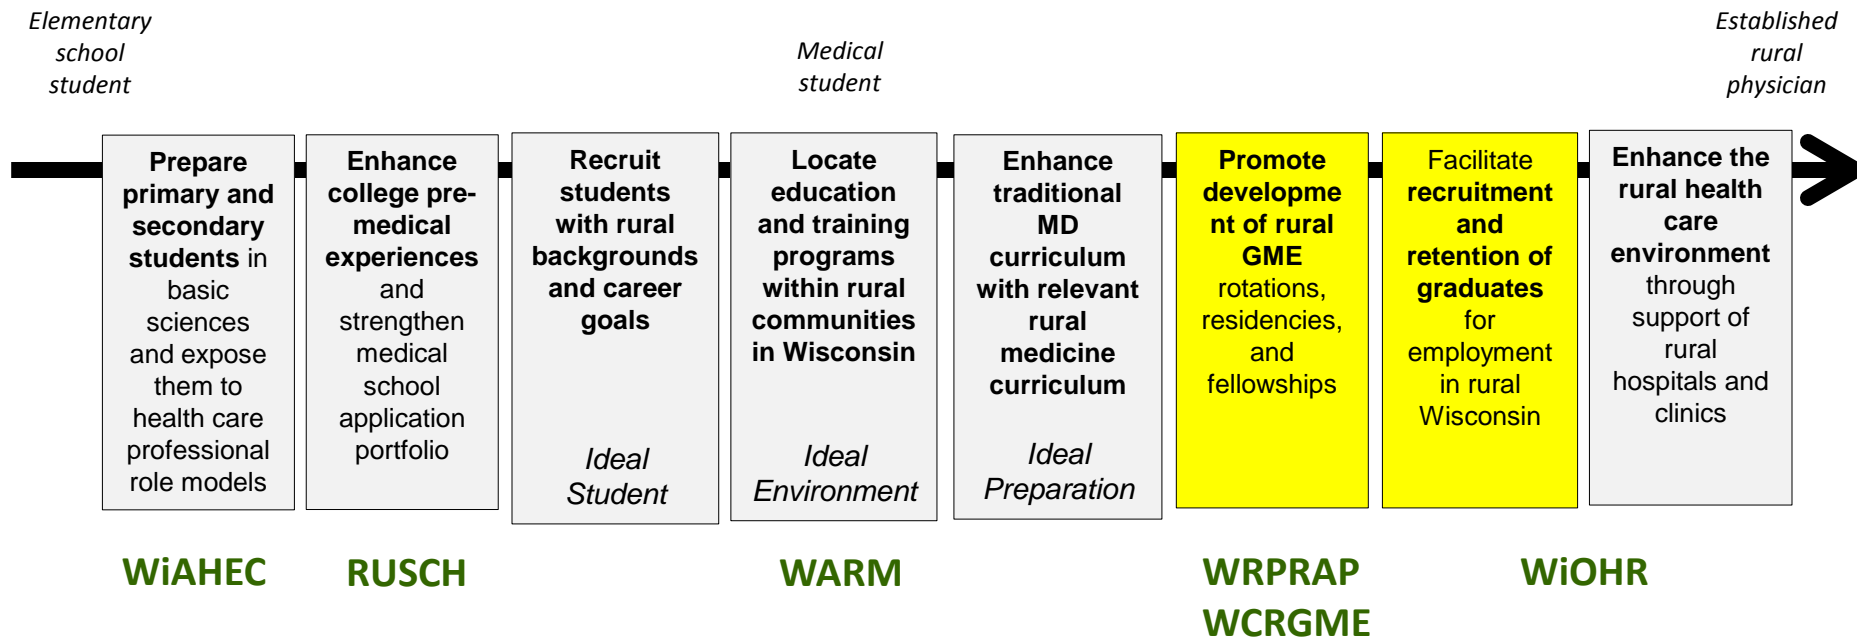 Elementary
school
student
Medical
student
Established
rural
physician
Prepare
primary and
secondary
students in
basic
sciences
and expose
them to
health care
professional
role models
Enhance
college pre-
medical
experiences
and
strengthen
medical
school
application
portfolio
Recruit
students
with rural
backgrounds
and career
goals
Ideal
Student
Locate
education
and training
programs
within rural
communities
in Wisconsin
Ideal
Environment
Enhance
traditional
MD
curriculum
with relevant
rural
medicine
curriculum
Ideal
Preparation
Promote
developme
nt of rural
GME
rotations,
residencies,
and
fellowships
Facilitate
recruitment
and
retention of
graduates
for
employment
in rural
Wisconsin
Enhance the
rural health
care
environment
through
support of
rural
hospitals and
clinics
WiAHEC
RUSCH
WARM
WRPRAP
WCRGME
WiOHR